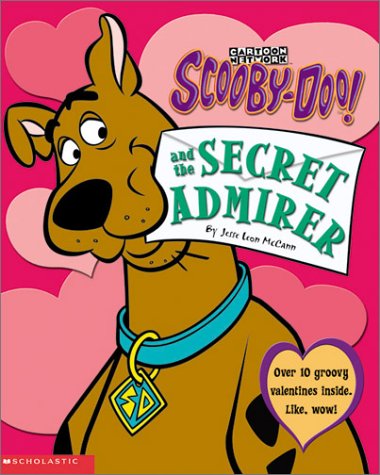 CARTOON
NETWORK
SCOOBY-DOO!
and the SECRET
ADMIRER
By Jesse Leon McCann
SD
Over 10 groovy
valentines inside.
Like, wow!
SCHOLASTIC